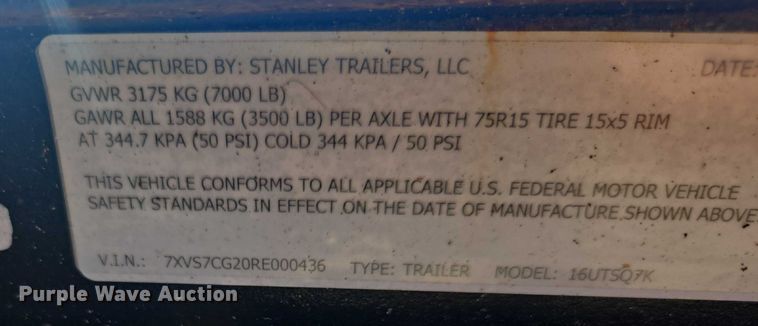 MANUFACTURED BY: STANLEY TRAILERS, LLC DATE:
GVWR 3175 KG (7000 LB)
GAWR ALL 1588 KG (3500 LB) PER AXLE WITH 75R15 TIRE 15x5 RIM
AT 344.7 KPA (50 PSI) COLD 344 KPA / 50 PSI
THIS VEHICLE CONFORMS TO ALL APPLICABLE U.S. FEDERAL MOTOR VEHICLE
SAFETY STANDARDS IN EFFECT ON THE DATE OF MANUFACTURE SHOWN ABOVE
V.I.N.: 7XVS7CG20RE000436 TYPE: TRAILER MODEL: 16UTSQ7K
Purple Wave Auction